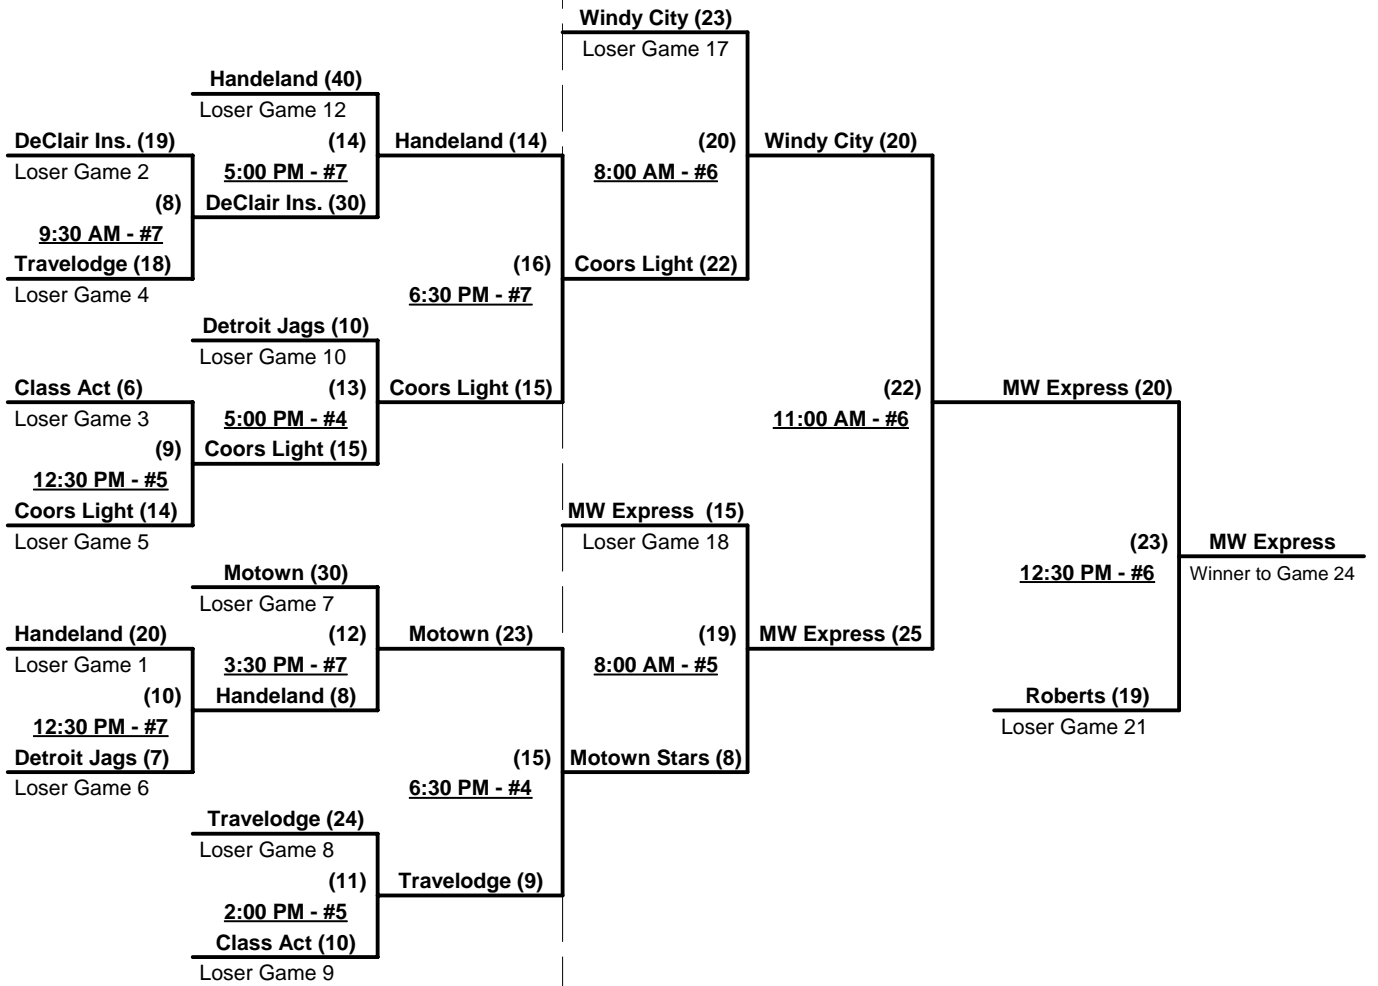 Windy City (23)
Loser Game 17
Handeland (40)
Loser Game 12
DeClair Ins. (19)
(14)
Handeland (14)
(20)
Windy City (20)
Loser Game 2
5:00 PM - #7
8:00 AM - #6
(8)
DeClair Ins. (30)
9:30 AM - #7
Travelodge (18)
(16)
Coors Light (22)
Loser Game 4
6:30 PM - #7
Detroit Jags (10)
Loser Game 10
Class Act (6)
(13)
Coors Light (15)
(22)
MW Express (20)
Loser Game 3
5:00 PM - #4
11:00 AM - #6
(9)
Coors Light (15)
12:30 PM - #5
Coors Light (14)
MW Express (15)
Loser Game 5
Loser Game 18
(23)
MW Express
Motown (30)
12:30 PM - #6
Winner to Game 24
Loser Game 7
Handeland (20)
(12)
Motown (23)
(19)
MW Express (25
Loser Game 1
3:30 PM - #7
8:00 AM - #5
(10)
Handeland (8)
Roberts (19)
12:30 PM - #7
Loser Game 21
Detroit Jags (7)
(15)
Motown Stars (8)
Loser Game 6
6:30 PM - #4
Travelodge (24)
Loser Game 8
(11)
Travelodge (9)
2:00 PM - #5
Class Act (10)
Loser Game 9